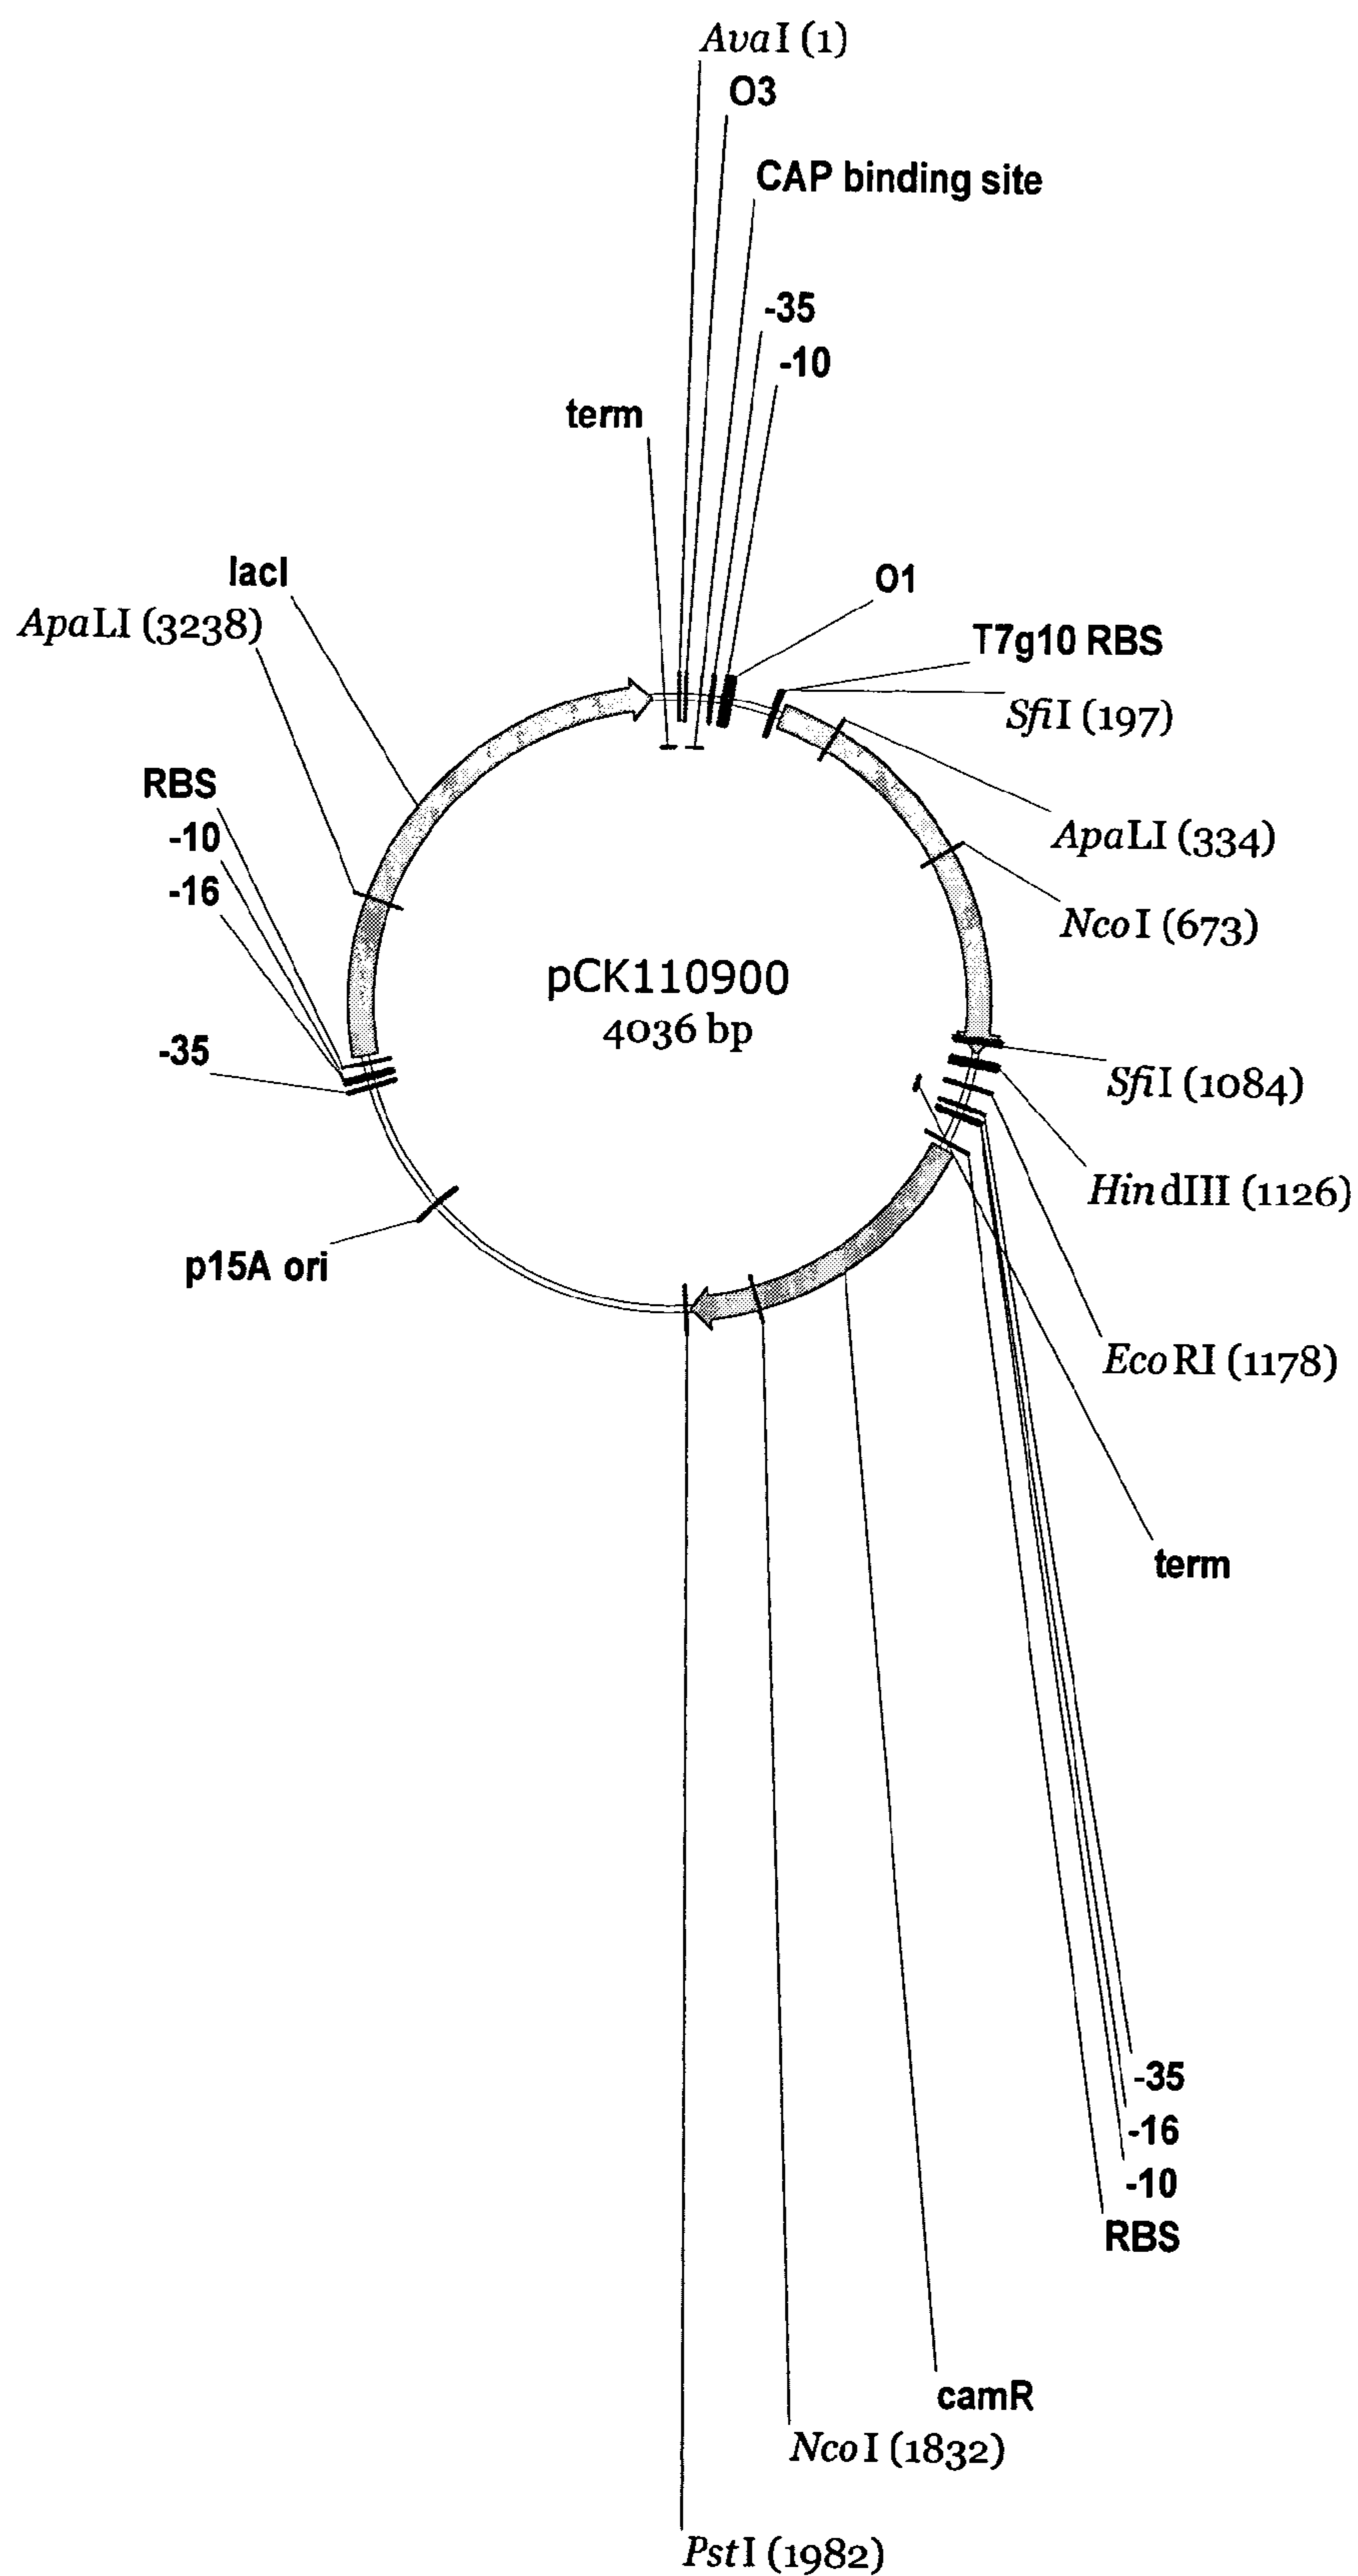 AvaI (1)
O3
CAP binding site
-35
-10
term
lacI
O1
ApaLI (3238)
T7g10 RBS
SfiI (197)
RBS
-10
-16
ApaLI (334)
NcoI (673)
pCK110900
4036 bp
-35
SfiI (1084)
HindIII (1126)
p15A ori
EcoRI (1178)
term
-35
-16
-10
RBS
camR
NcoI (1832)
PstI (1982)